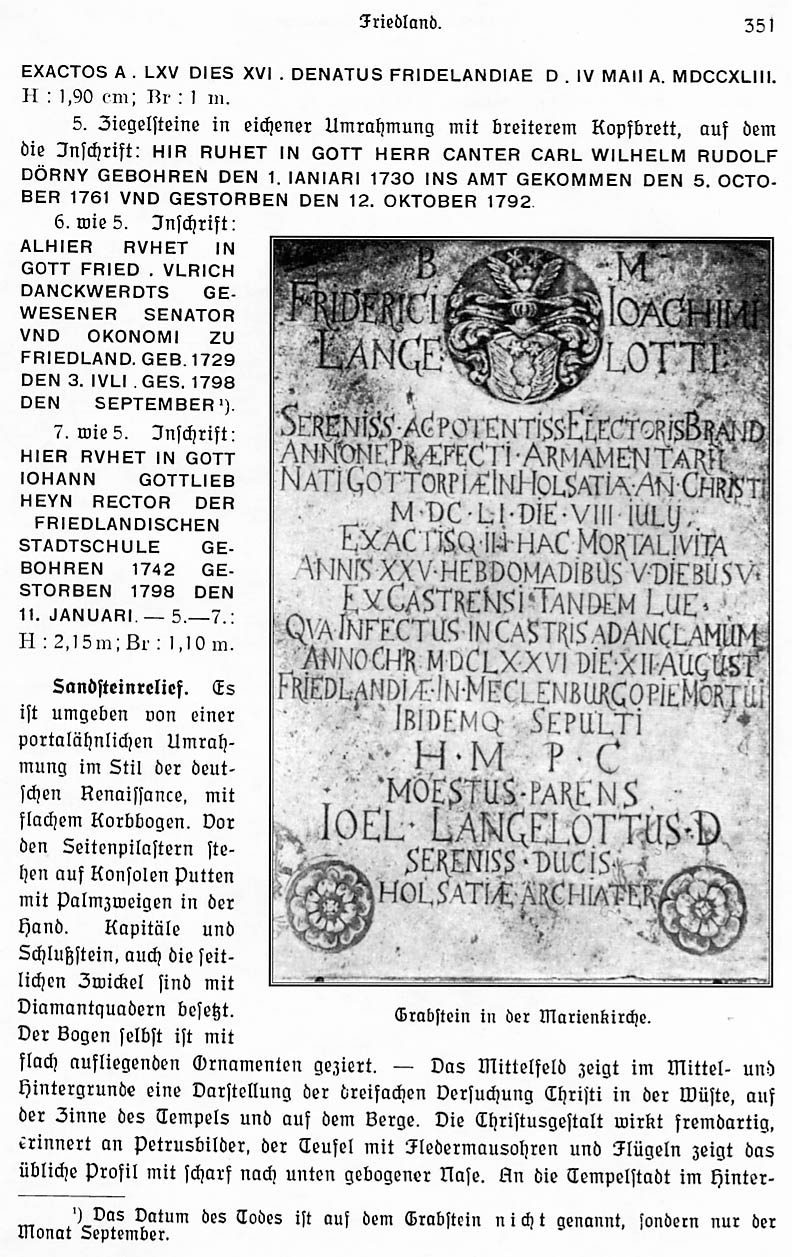 Friedland.
351
EXACTOS A . LXV DIES XVI . DENATUS FRIDELANDIAE D . IV MAII A. MDCCXLIII.
H : 1,90 cm; Br : 1 m.
5. Ziegelſteine in eichener Umrahmung mit breiterem Kopfbrett, auf dem
die Inſchrift: HIR RUHET IN GOTT HERR CANTER CARL WILHELM RUDOLF
DÖRNY GEBOHREN DEN 1. IANIARI 1730 INS AMT GEKOMMEN DEN 5. OCTO-
BER 1761 VND GESTORBEN DEN 12. OKTOBER 1792.
6. wie 5. Inſchrift:
ALHIER RVHET IN
GOTT FRIED . VLRICH
DANCKWERDTS GE-
WESENER SENATOR
VND OKONOMI ZU
FRIEDLAND. GEB. 1729
DEN 3. IVLI . GES. 1798
DEN SEPTEMBER¹).
7. wie 5. Inſchrift:
HIER RVHET IN GOTT
IOHANN GOTTLIEB
HEYN RECTOR DER
FRIEDLANDISCHEN
STADTSCHULE GE-
BOHREN 1742 GE-
STORBEN 1798 DEN
11. JANUARI. — 5.—7.:
H : 2,15 m; Br : 1,10 m.
Sandſteinrelief. Es
iſt umgeben von einer
portalähnlichen Umrah-
mung im Stil der deut-
ſchen Renaiſſance, mit
flachem Korbbogen. Vor
den Seitenpilaſtern ſte-
hen auf Konſolen Putten
mit Palmzweigen in der
Hand. Kapitäle und
Schlußſtein, auch die ſeit-
lichen Zwickel ſind mit
Diamantquadern beſetzt.
Der Bogen ſelbſt iſt mit
B M
FRIDERICI IOACHIMI
LANGE LOTTI
SERENISS · AC POTENTISS ELECTORIS BRAND
ANNONE PRÆFECTI · ARMAMENTARII
NATI GOTTORPIÆ IN HOLSATIA · AN · CHRISTI
M · DC · LI · DIE · VIII · IULY
EXACTISQ · IN HAC MORTALI VITA
ANNIS XXV · HEBDOMADIBUS V · DIEBUS V ·
EX CASTRENSI TANDEM LUE
QVA INFECTUS IN CASTRIS AD ANCLAMUM
ANNO CHR · MDCLXXVI DIE · XII · AUGUST
FRIEDLANDIÆ · IN · MECLENBURGO PIE MORTUI
IBIDEMQ SEPULTI
H · M P · C
MOESTUS · PARENS
IOEL · LANGELOTTUS · D
SERENISS · DUCIS
HOLSATIÆ · ARCHIATER
Grabſtein in der Marienkirche.
flach aufliegenden Ornamenten geziert. — Das Mittelfeld zeigt im Mittel- und
Hintergrunde eine Darſtellung der dreifachen Verſuchung Chriſti in der Wüſte, auf
der Zinne des Tempels und auf dem Berge. Die Chriſtusgeſtalt wirkt fremdartig,
erinnert an Petrusbilder, der Teufel mit Fledermausohren und Flügeln zeigt das
übliche Profil mit ſcharf nach unten gebogener Naſe. An die Tempelſtadt im Hinter-
¹) Das Datum des Todes iſt auf dem Grabſtein nicht genannt, ſondern nur der
Monat September.